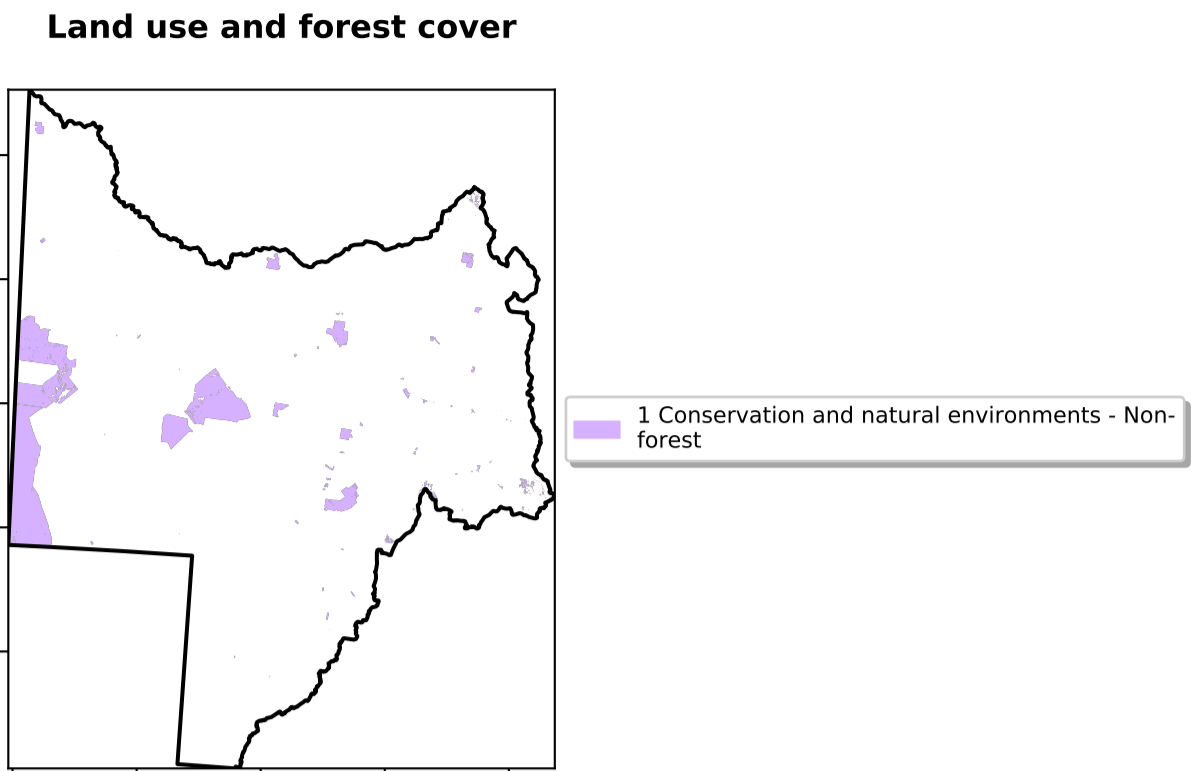 Land use and forest cover
1 Conservation and natural environments - Non-
forest